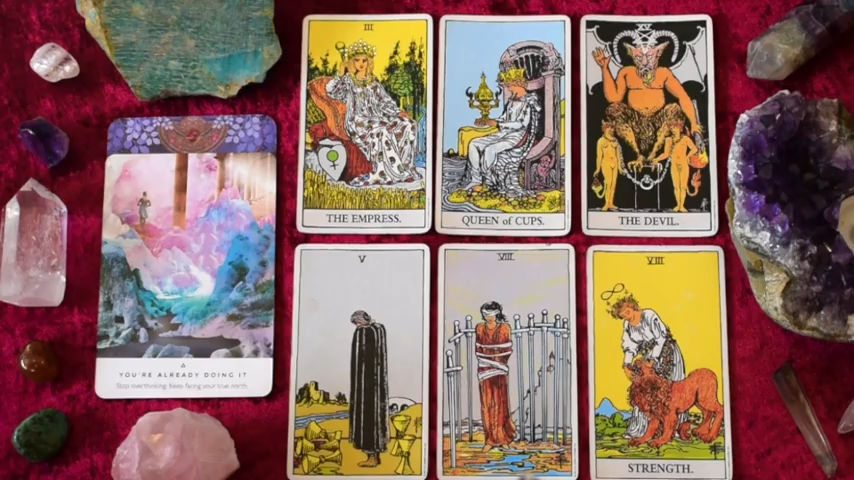 III
THE EMPRESS.
QUEEN of CUPS.
XV
THE DEVIL.
YOU'RE ALREADY DOING IT
Stop overthinking. Keep facing your true north.
V
VIII
VIII
STRENGTH.